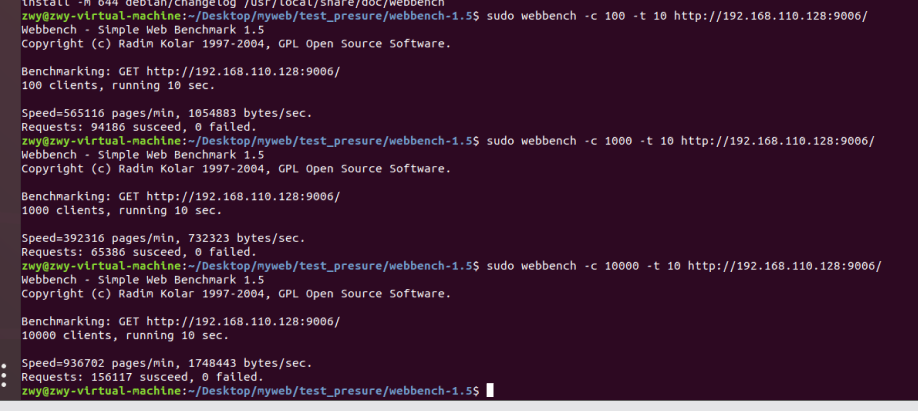 install -M 644 debian/changelog /usr/local/share/doc/webbench
zwy@zwy-virtual-machine:~/Desktop/myweb/test_presure/webbench-1.5$ sudo webbench -c 100 -t 10 http://192.168.110.128:9006/
Webbench - Simple Web Benchmark 1.5
Copyright (c) Radim Kolar 1997-2004, GPL Open Source Software.
Benchmarking: GET http://192.168.110.128:9006/
100 clients, running 10 sec.
Speed=565116 pages/min, 1054883 bytes/sec.
Requests: 94186 susceed, 0 failed.
zwy@zwy-virtual-machine:~/Desktop/myweb/test_presure/webbench-1.5$ sudo webbench -c 1000 -t 10 http://192.168.110.128:9006/
Webbench - Simple Web Benchmark 1.5
Copyright (c) Radim Kolar 1997-2004, GPL Open Source Software.
Benchmarking: GET http://192.168.110.128:9006/
1000 clients, running 10 sec.
Speed=392316 pages/min, 732323 bytes/sec.
Requests: 65386 susceed, 0 failed.
zwy@zwy-virtual-machine:~/Desktop/myweb/test_presure/webbench-1.5$ sudo webbench -c 10000 -t 10 http://192.168.110.128:9006/
Webbench - Simple Web Benchmark 1.5
Copyright (c) Radim Kolar 1997-2004, GPL Open Source Software.
Benchmarking: GET http://192.168.110.128:9006/
10000 clients, running 10 sec.
Speed=936702 pages/min, 1748443 bytes/sec.
Requests: 156117 susceed, 0 failed.
zwy@zwy-virtual-machine:~/Desktop/myweb/test_presure/webbench-1.5$